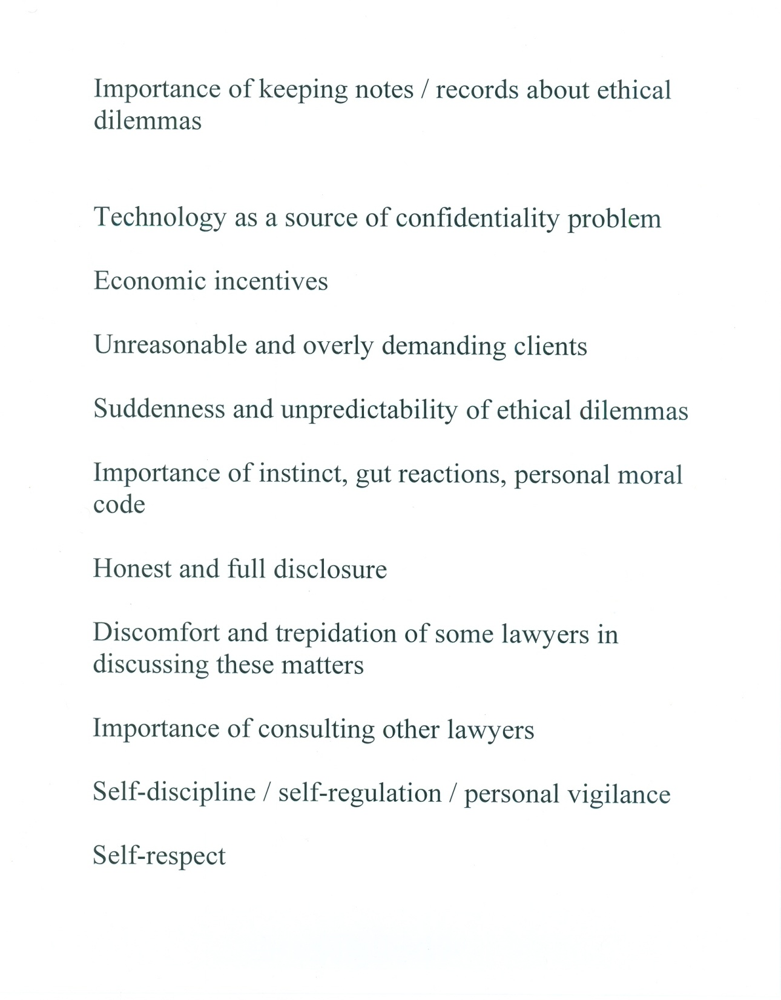 Importance of keeping notes / records about ethical
dilemmas
Technology as a source of confidentiality problem
Economic incentives
Unreasonable and overly demanding clients
Suddenness and unpredictability of ethical dilemmas
Importance of instinct, gut reactions, personal moral
code
Honest and full disclosure
Discomfort and trepidation of some lawyers in
discussing these matters
Importance of consulting other lawyers
Self-discipline / self-regulation / personal vigilance
Self-respect